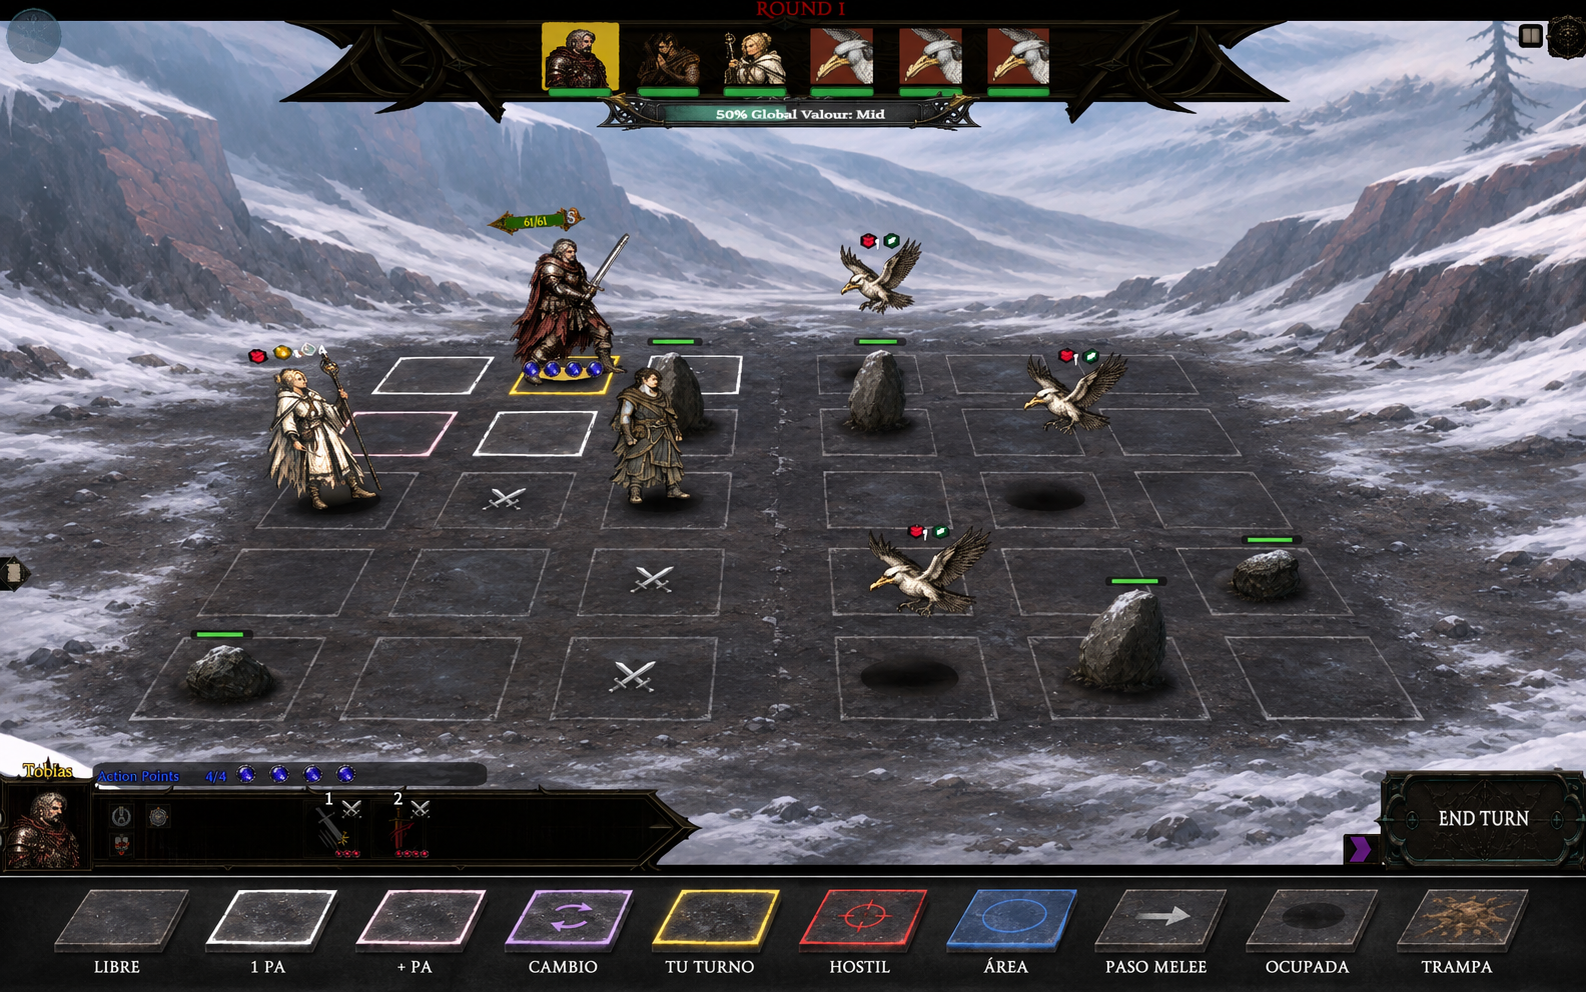 ROUND 1
50% Global Valour: Mid
61/61
S
Tobías
Action Points 4/4
1
2
END TURN
LIBRE
1 PA
+ PA
CAMBIO
TU TURNO
HOSTIL
ÁREA
PASO MELEE
OCUPADA
TRAMPA